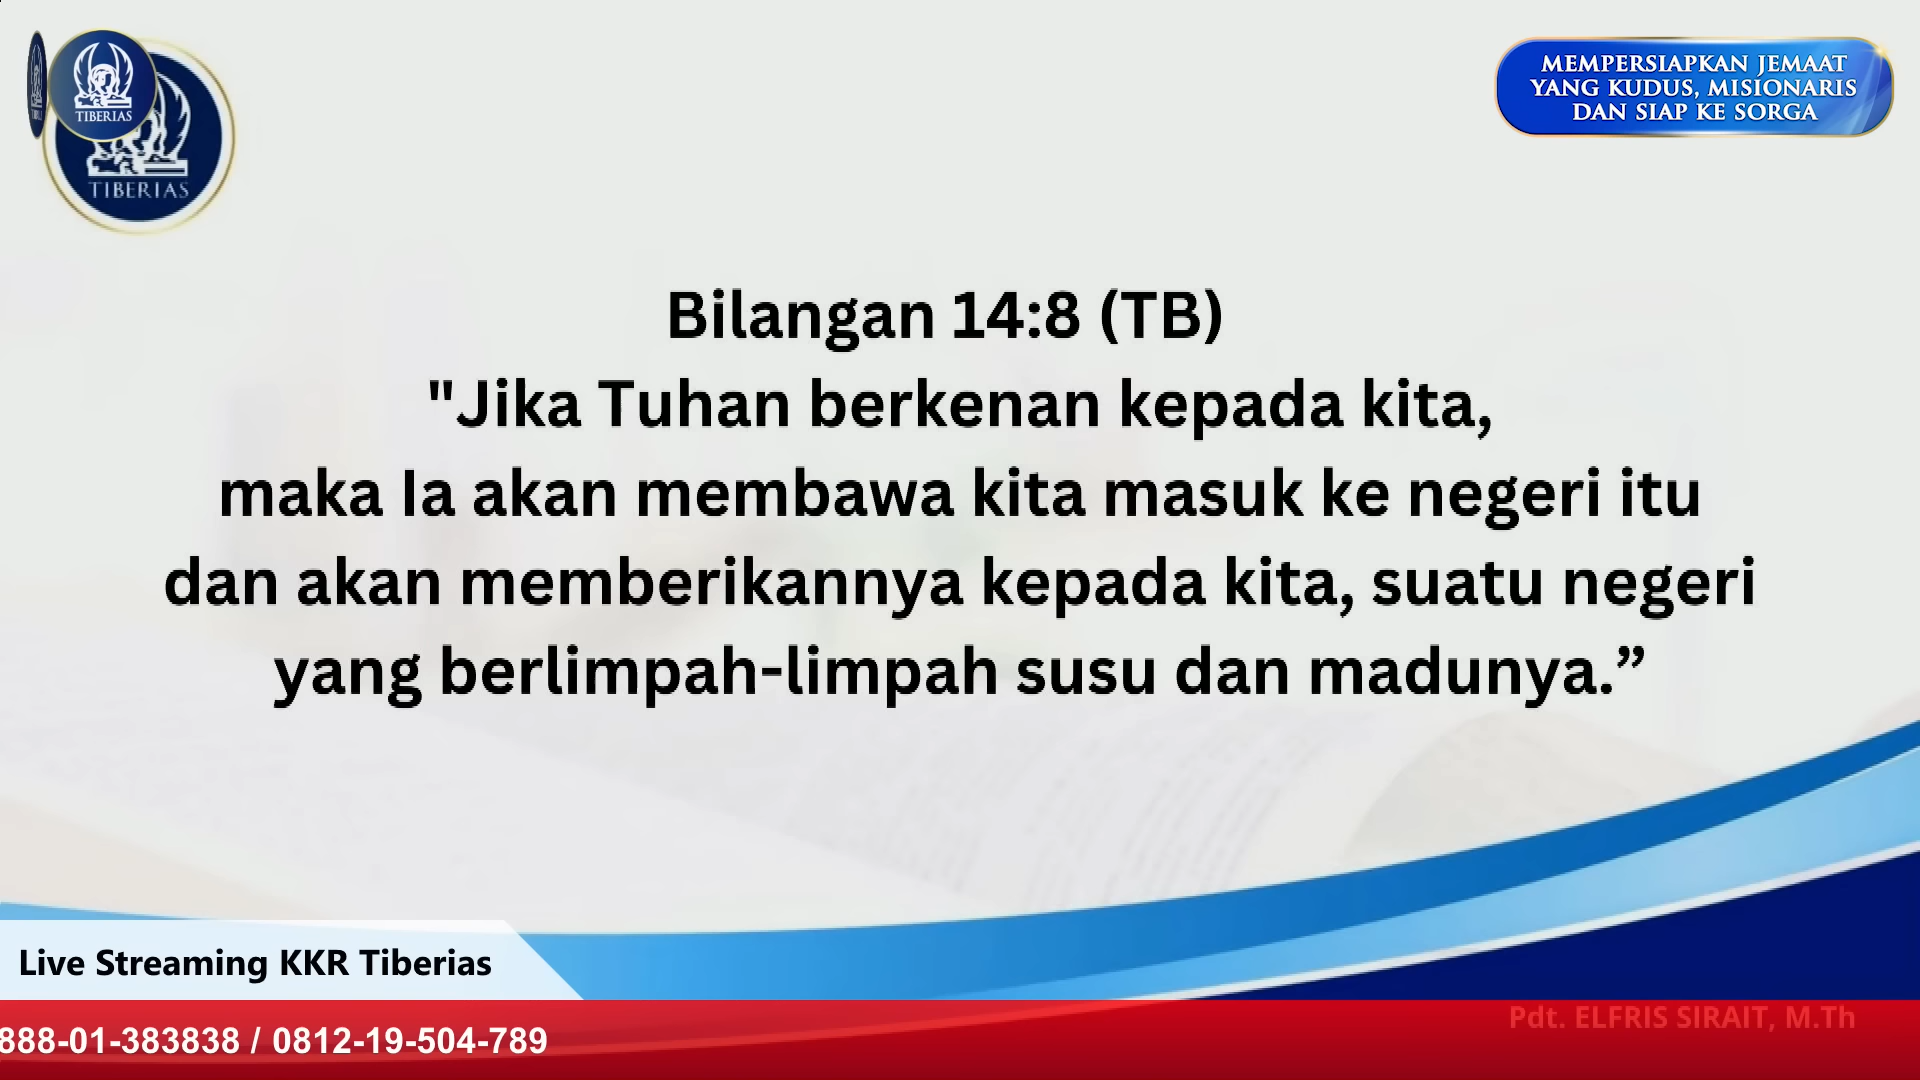 TIBERIAS
TIBERIAS
MEMPERSIAPKAN JEMAAT
YANG KUDUS, MISIONARIS
DAN SIAP KE SORGA
Bilangan 14:8 (TB)
"Jika Tuhan berkenan kepada kita,
maka Ia akan membawa kita masuk ke negeri itu
dan akan memberikannya kepada kita, suatu negeri
yang berlimpah-limpah susu dan madunya.”
Live Streaming KKR Tiberias
Pdt. ELFRIS SIRAIT, M.Th
888-01-383838 / 0812-19-504-789